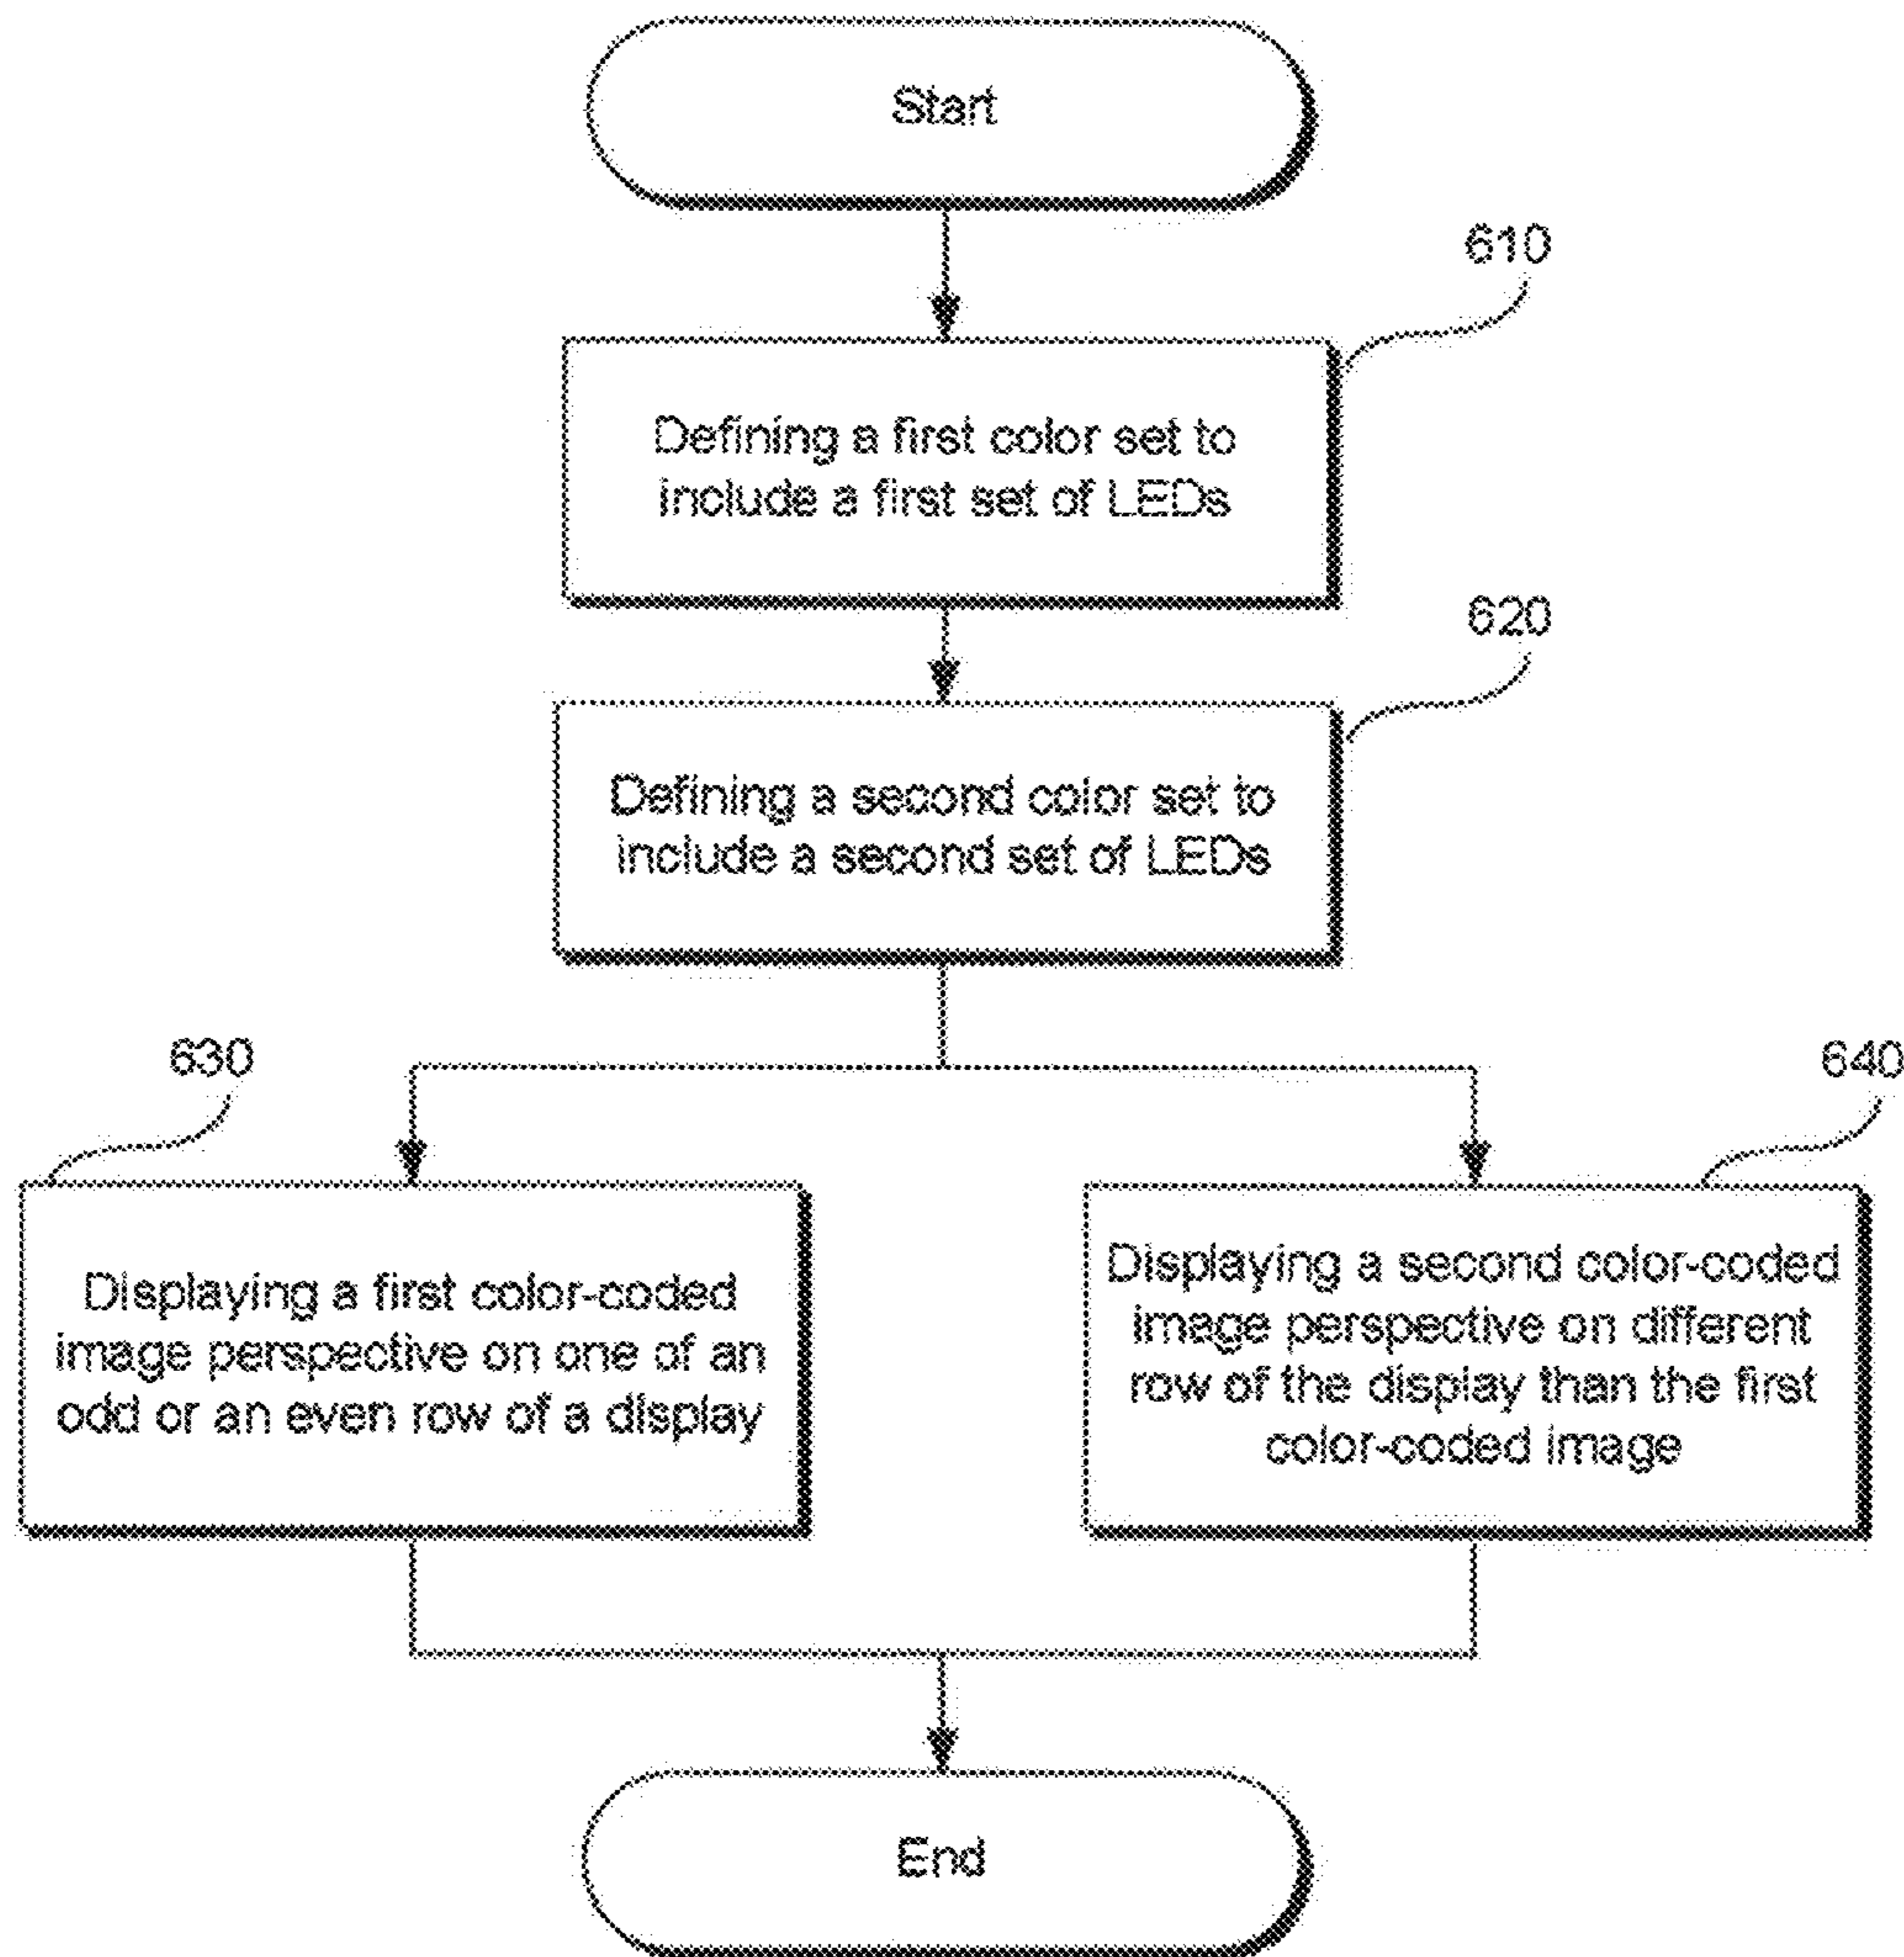 Start
610
Defining a first color set to
include a first set of LEDs
620
Defining a second color set to
include a second set of LEDs
630
640
Displaying a first color-coded
image perspective on one of an
odd or an even row of a display
Displaying a second color-coded
image perspective on different
row of the display than the first
color-coded image
End